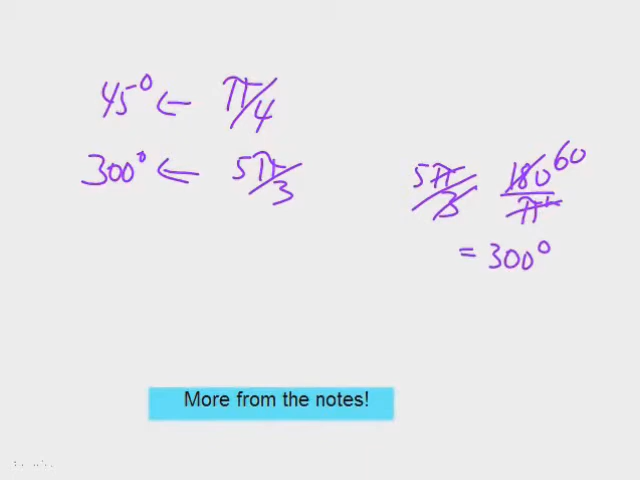 45° ← π/4
300° ← 5π/3
5π/3 180/π 60
= 300°
More from the notes!